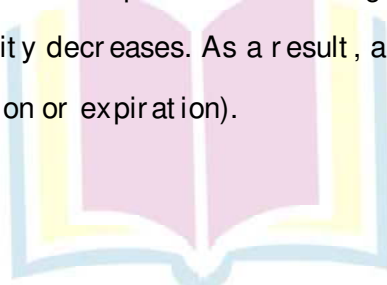 ity decreases. As a result, a
on or expiration).